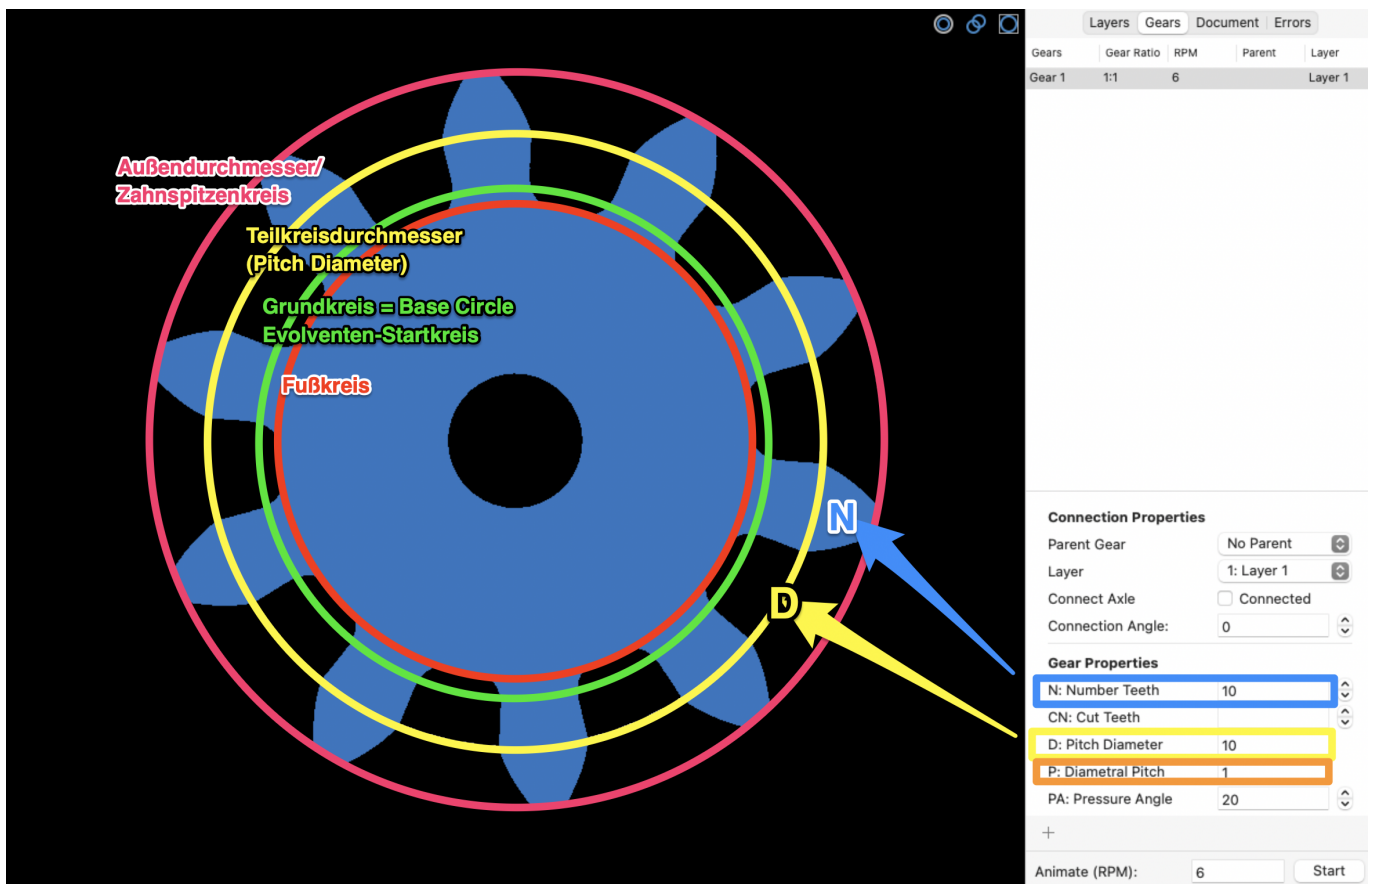 Layers Gears Document Errors
Gears Gear Ratio RPM Parent Layer
Gear 1 1:1 6 Layer 1
Außendurchmesser/
Zahnspitzenkreis
Teilkreisdurchmesser
(Pitch Diameter)
Grundkreis = Base Circle
Evolventen-Startkreis
Fußkreis
N
D
Connection Properties
Parent Gear No Parent
Layer 1: Layer 1
Connect Axle Connected
Connection Angle: 0
Gear Properties
N: Number Teeth 10
CN: Cut Teeth
D: Pitch Diameter 10
P: Diametral Pitch 1
PA: Pressure Angle 20
+
Animate (RPM): 6 Start